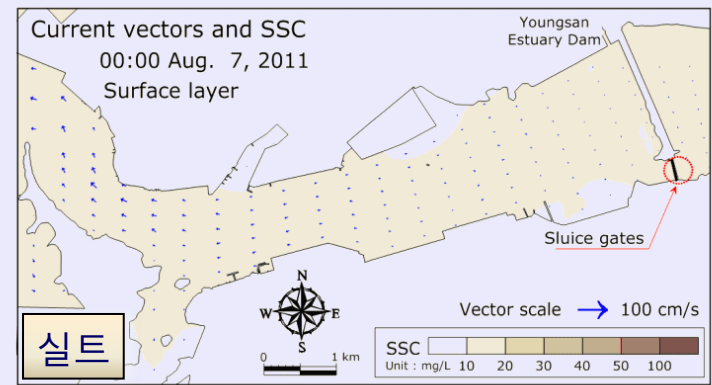 Current vectors and SSC
00:00 Aug. 7, 2011
Surface layer
Youngsan
Estuary Dam
Sluice gates
N
W E
S
0 1 km
Vector scale 100 cm/s
SSC
Unit : mg/L 10 20 30 40 50 100
실트